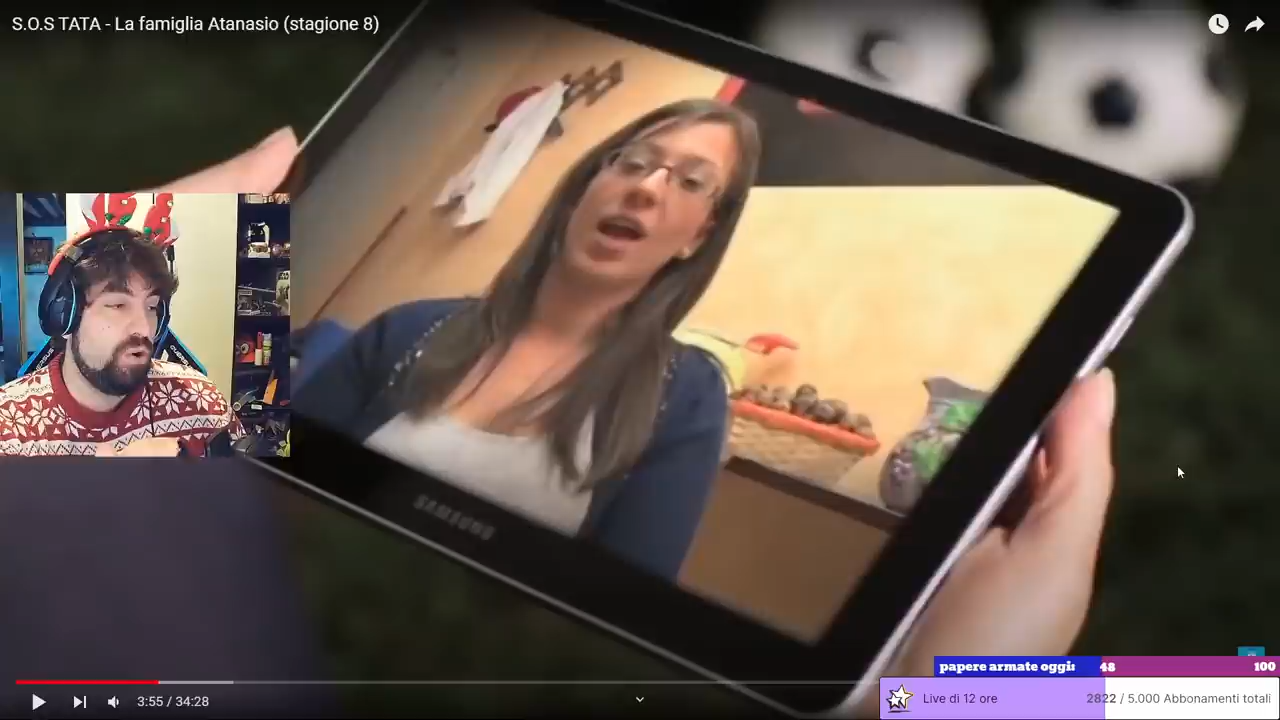 S.O.S TATA - La famiglia Atanasio (stagione 8)
SAMSUNG
papere armate oggi: 48 100
Live di 12 ore 2822 / 5.000 Abbonamenti totali
3:55 / 34:28